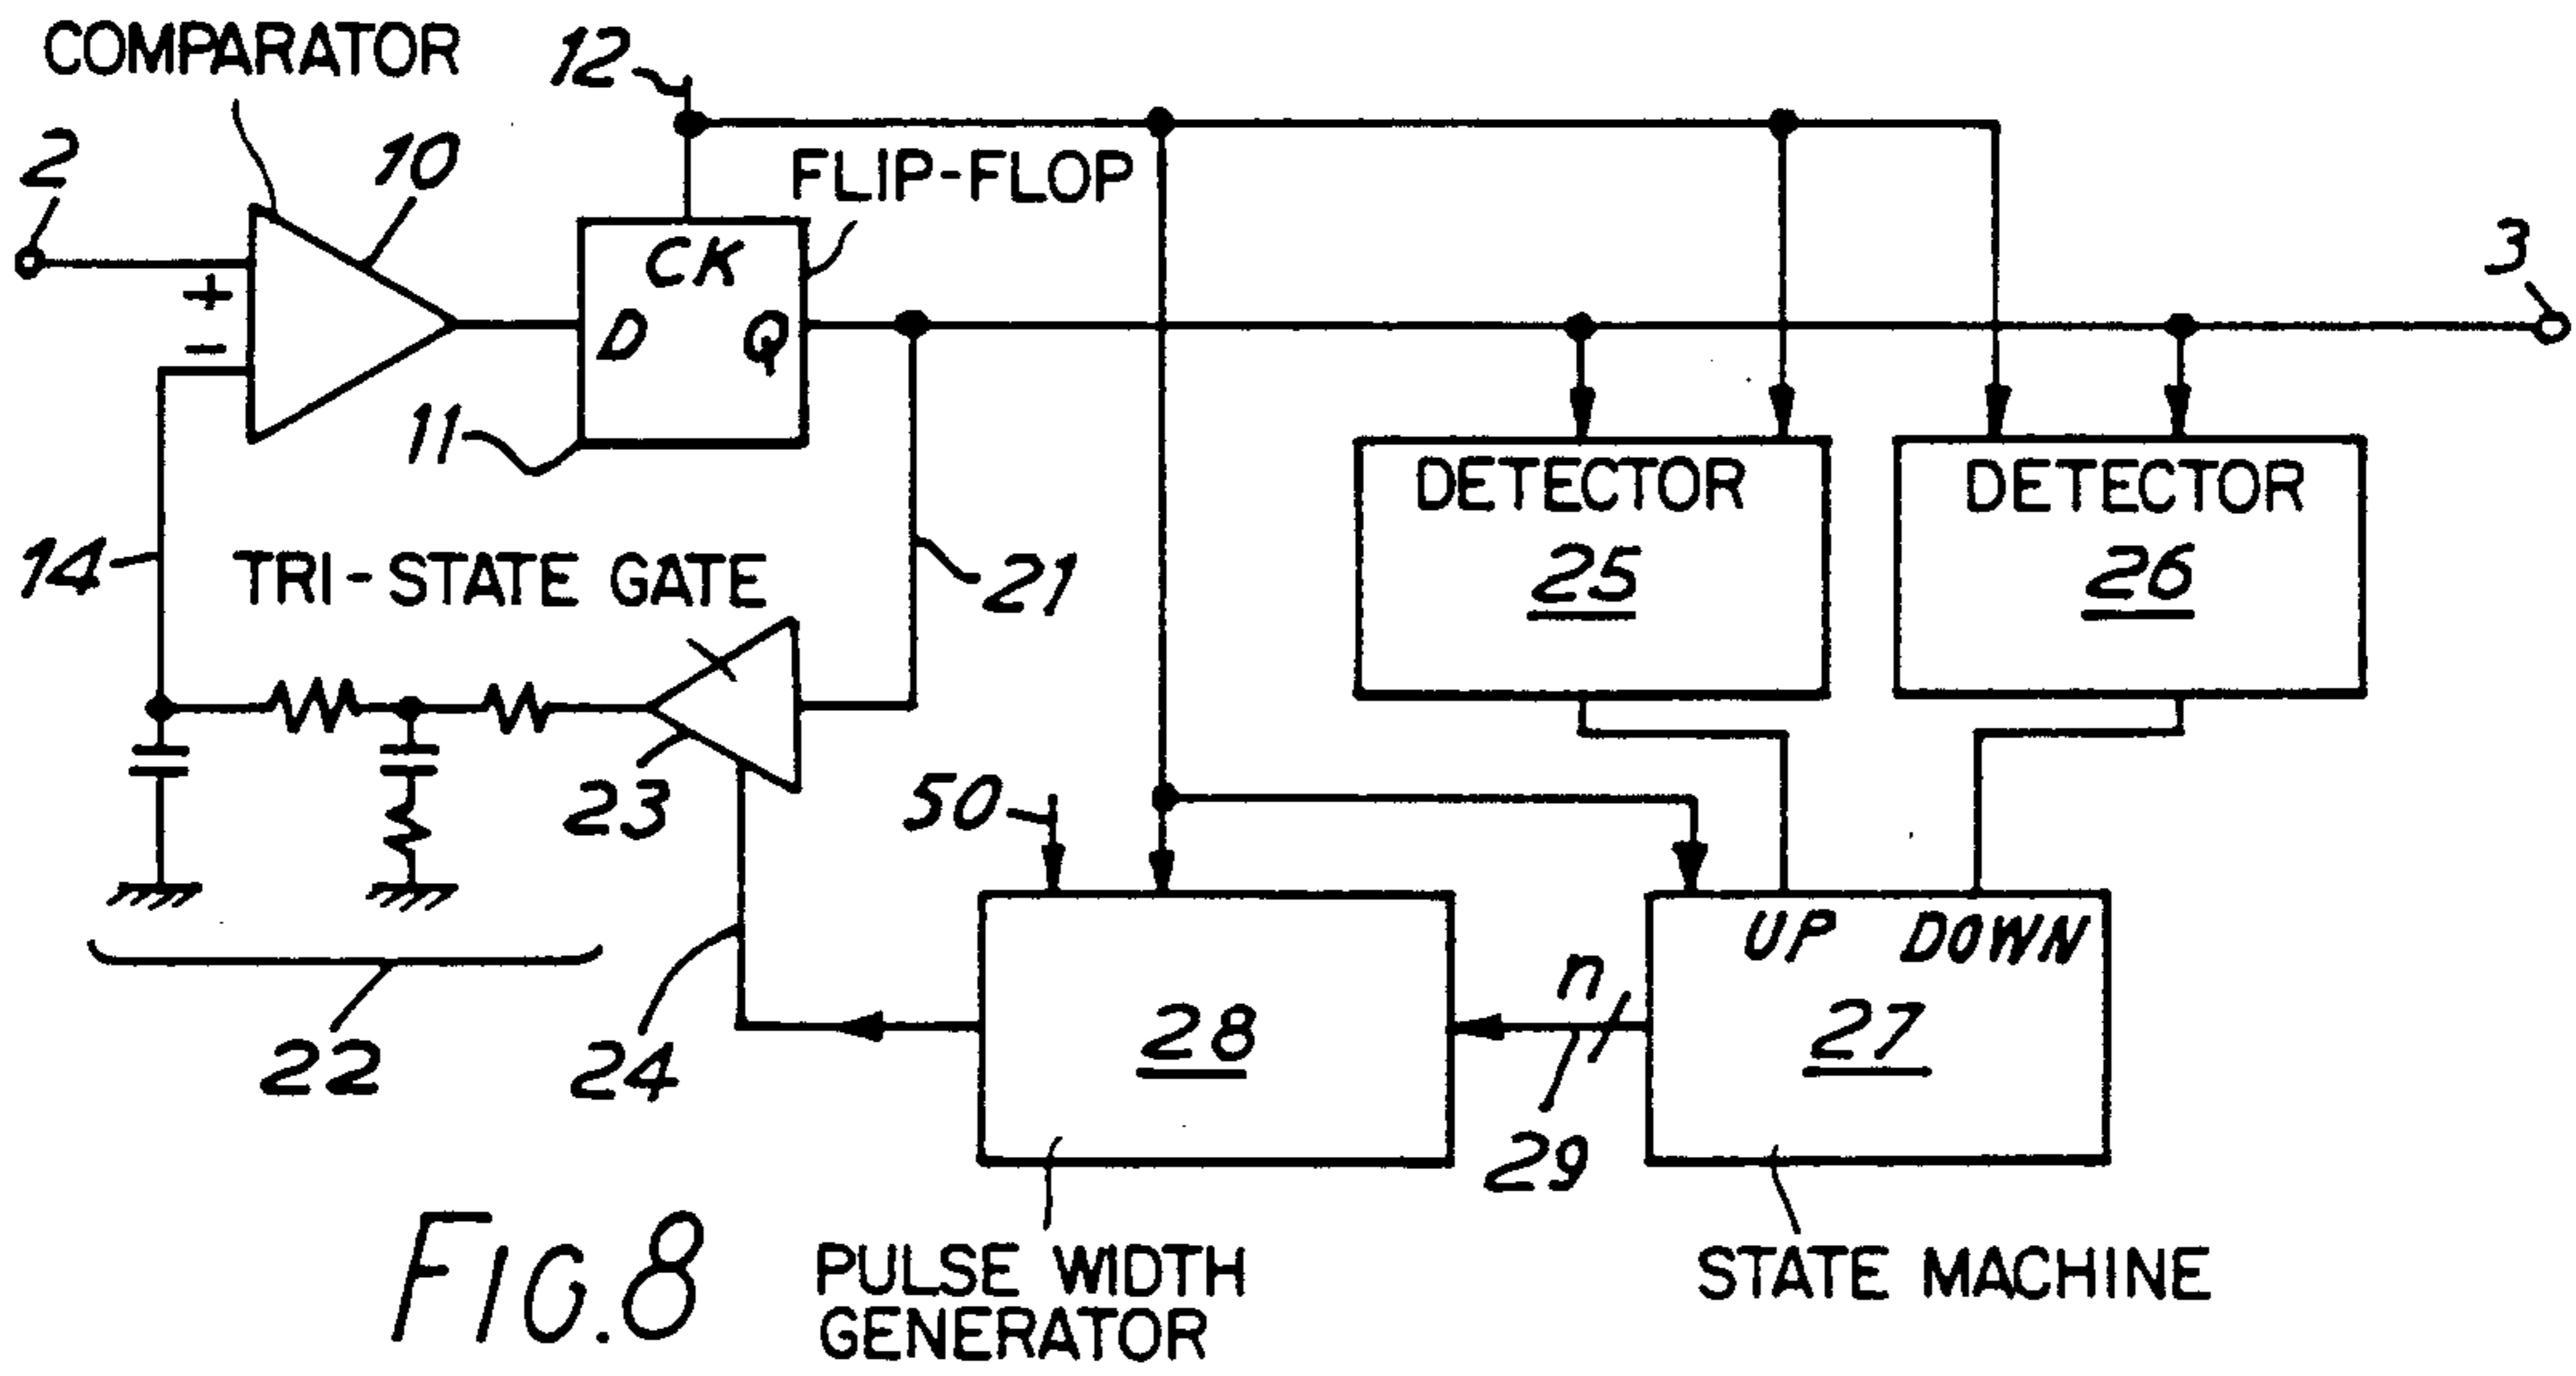 COMPARATOR
12
2
10
FLIP-FLOP
3
+
CK
-
D
Q
11
DETECTOR
DETECTOR
14
TRI-STATE GATE
21
25
26
23
50
UP DOWN
n
22
24
28
27
29
FIG. 8
PULSE WIDTH
GENERATOR
STATE MACHINE